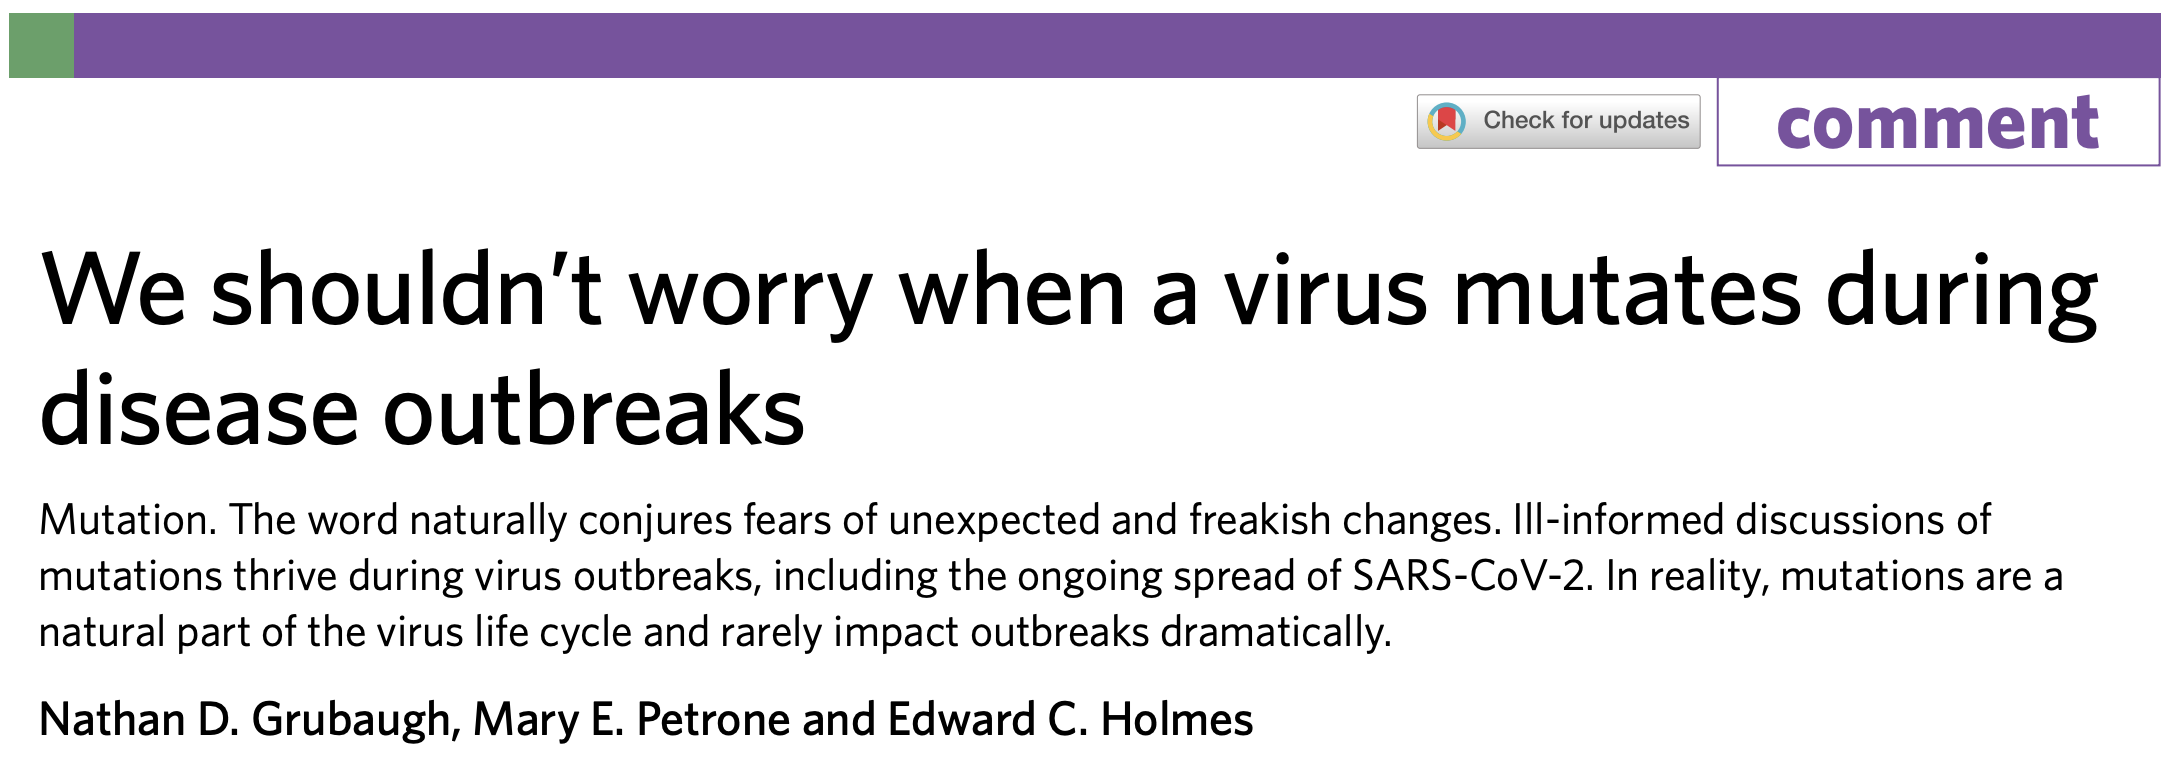 Check for updates
comment
We shouldn’t worry when a virus mutates during
disease outbreaks
Mutation. The word naturally conjures fears of unexpected and freakish changes. Ill-informed discussions of
mutations thrive during virus outbreaks, including the ongoing spread of SARS-CoV-2. In reality, mutations are a
natural part of the virus life cycle and rarely impact outbreaks dramatically.
Nathan D. Grubaugh, Mary E. Petrone and Edward C. Holmes